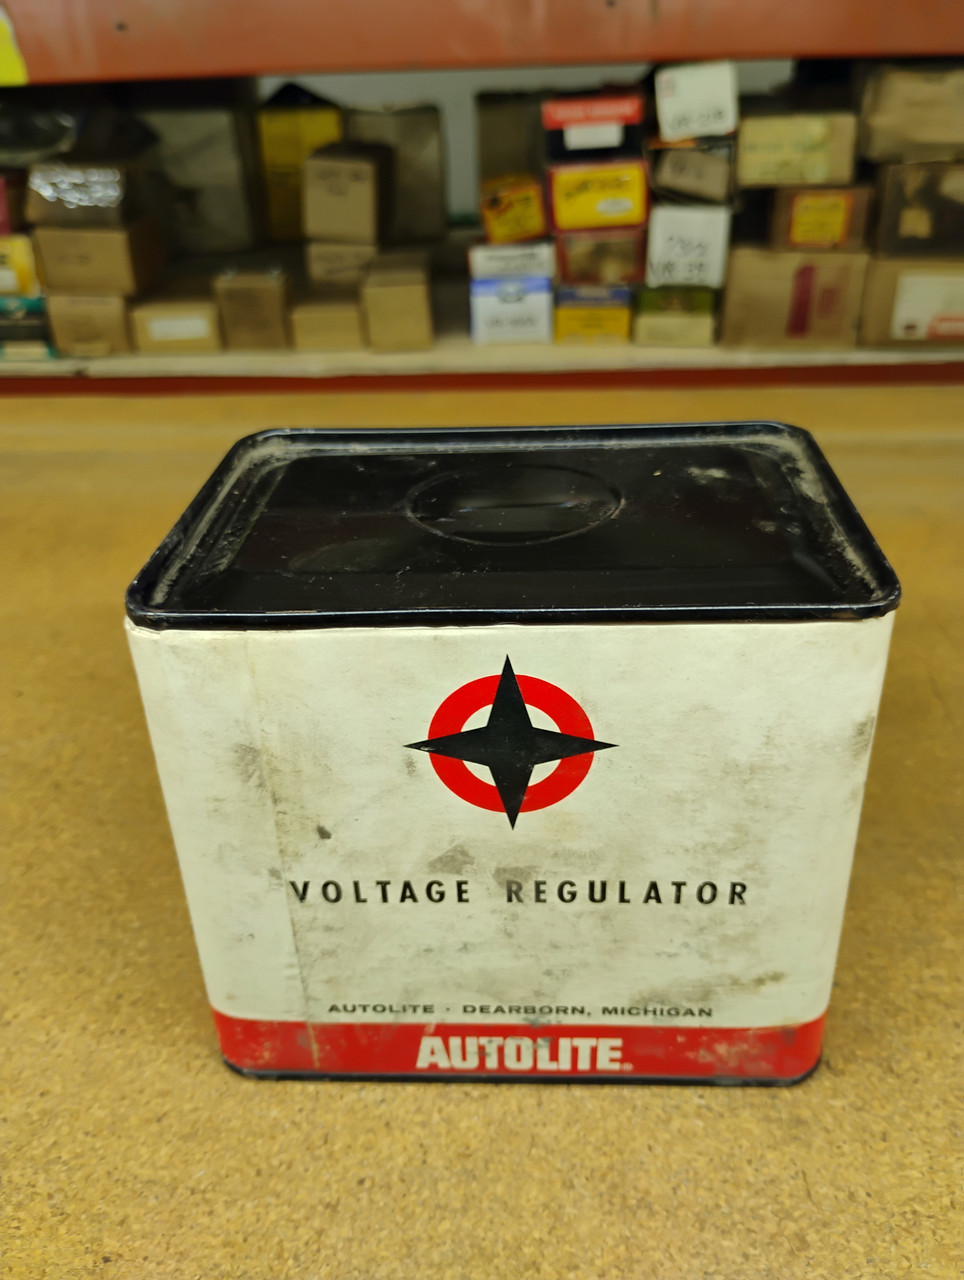 VOLTAGE REGULATOR
AUTOLITE · DEARBORN, MICHIGAN
AUTOLITE®